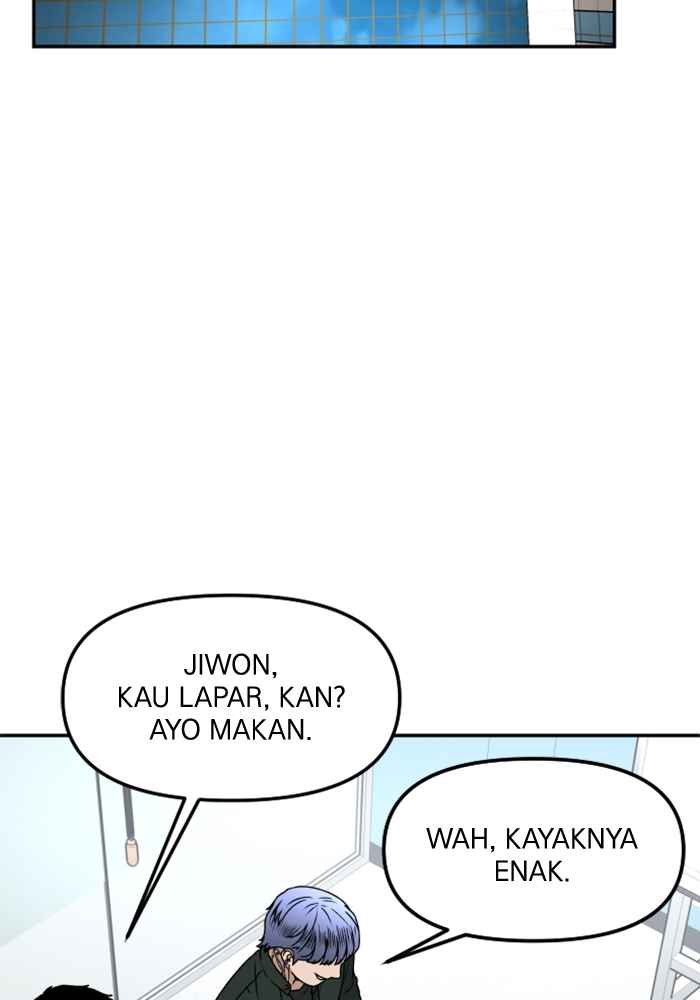 JIWON,
KAU LAPAR, KAN?
AYO MAKAN.
WAH, KAYAKNYA
ENAK.